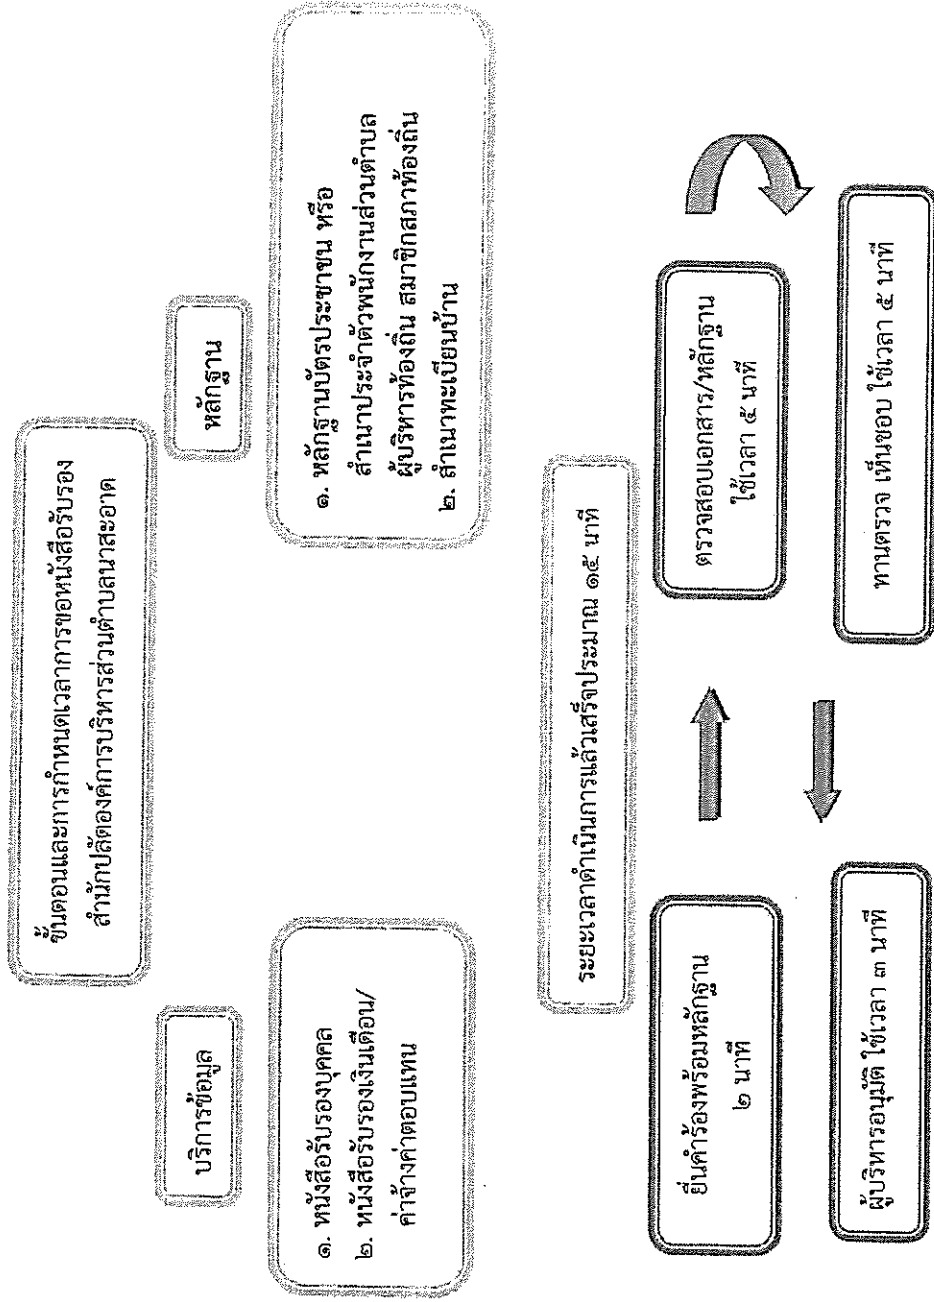 ขั้นตอนและการกำหนดเวลาการขอหนังสือรับรอง
สำนักปลัดองค์การบริหารส่วนตำบลนาสะอาด
บริการข้อมูล
หลักฐาน
๑. หนังสือรับรองบุคคล
๒. หนังสือรับรองเงินเดือน/
ค่าจ้างค่าตอบแทน
๑. หลักฐานบัตรประชาชน หรือ
สำเนาประจำตัวพนักงานส่วนตำบล
ผู้บริหารท้องถิ่น สมาชิกสภาท้องถิ่น
๒. สำเนาทะเบียนบ้าน
ระยะเวลาดำเนินการแล้วเสร็จประมาณ ๑๕ นาที
ยื่นคำร้องพร้อมหลักฐาน
๒ นาที
ตรวจสอบเอกสาร/หลักฐาน
ใช้เวลา ๕ นาที
ทานตรวจ เห็นชอบ ใช้เวลา ๕ นาที
ผู้บริหารอนุมัติ ใช้เวลา ๓ นาที